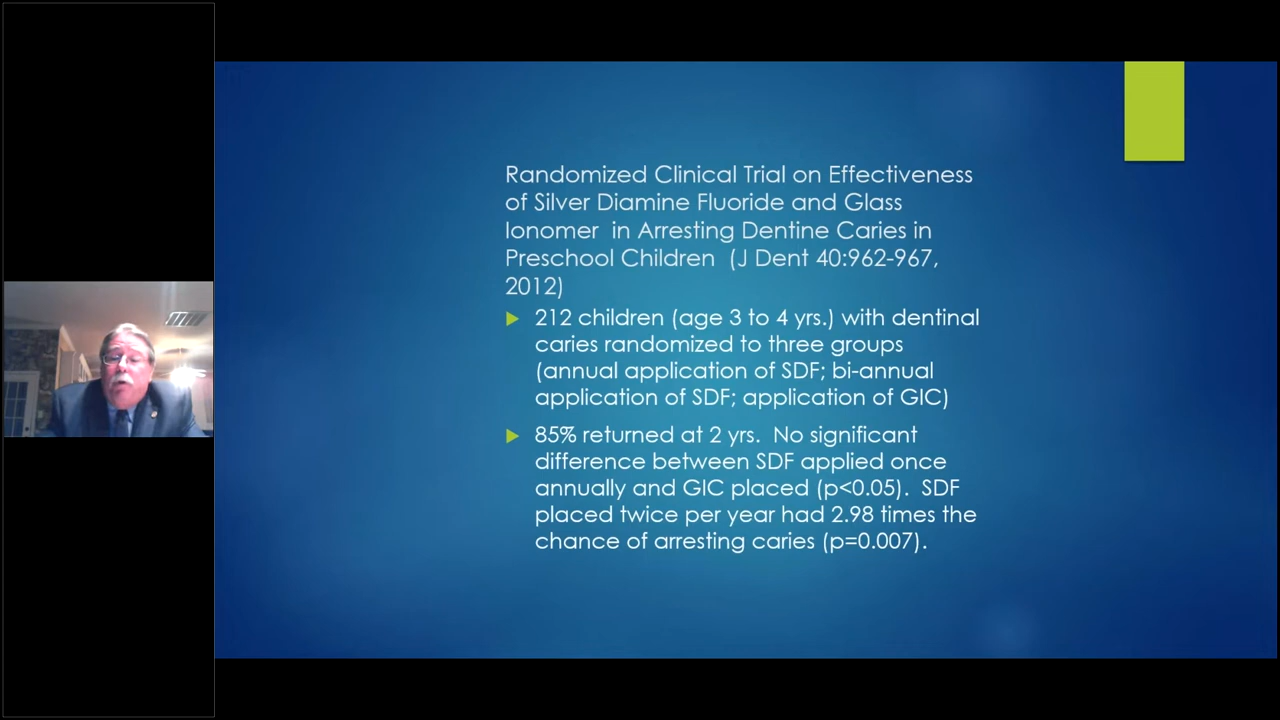 Randomized Clinical Trial on Effectiveness
of Silver Diamine Fluoride and Glass
Ionomer in Arresting Dentine Caries in
Preschool Children (J Dent 40:962-967,
2012)
212 children (age 3 to 4 yrs.) with dentinal
caries randomized to three groups
(annual application of SDF; bi-annual
application of SDF; application of GIC)
85% returned at 2 yrs. No significant
difference between SDF applied once
annually and GIC placed (p<0.05). SDF
placed twice per year had 2.98 times the
chance of arresting caries (p=0.007).